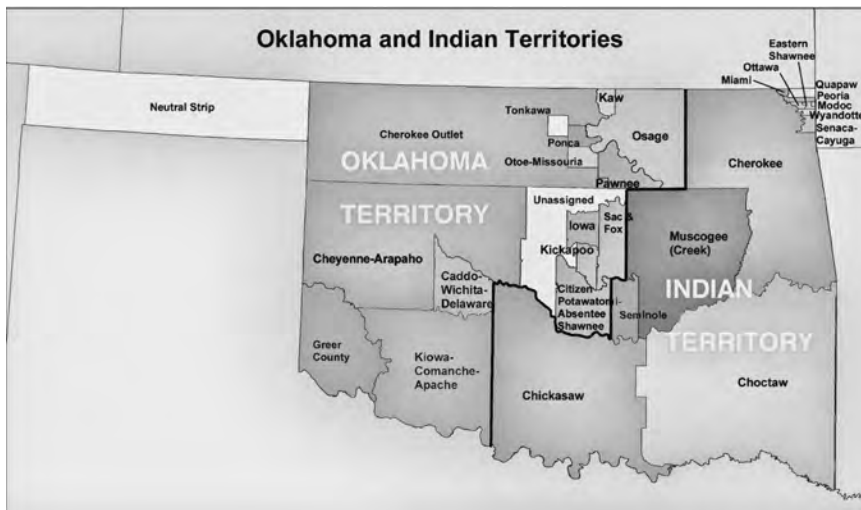 Oklahoma and Indian Territories
Eastern
Shawnee
Ottawa
Miami
Quapaw
Peoria
Modoc
Wyandotte
Senaca-
Cayuga
Neutral Strip
Kaw
Tonkawa
Cherokee Outlet
Ponca
Osage
Otoe-Missouria
OKLAHOMA
Cherokee
Pawnee
Unassigned
TERRITORY
Sac &
Fox
Iowa
Muscogee
(Creek)
Kickapoo
Cheyenne-Arapaho
Caddo-
Wichita-
Delaware
Citizen
Potawatomi-
Absentee
Shawnee
INDIAN
Seminole
TERRITORY
Greer
County
Kiowa-
Comanche-
Apache
Choctaw
Chickasaw